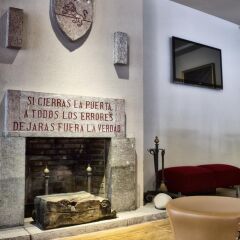 SI CIERRAS LA PUERTA
A TODOS LOS ERRORES
DEJARAS FUERA LA VERDAD